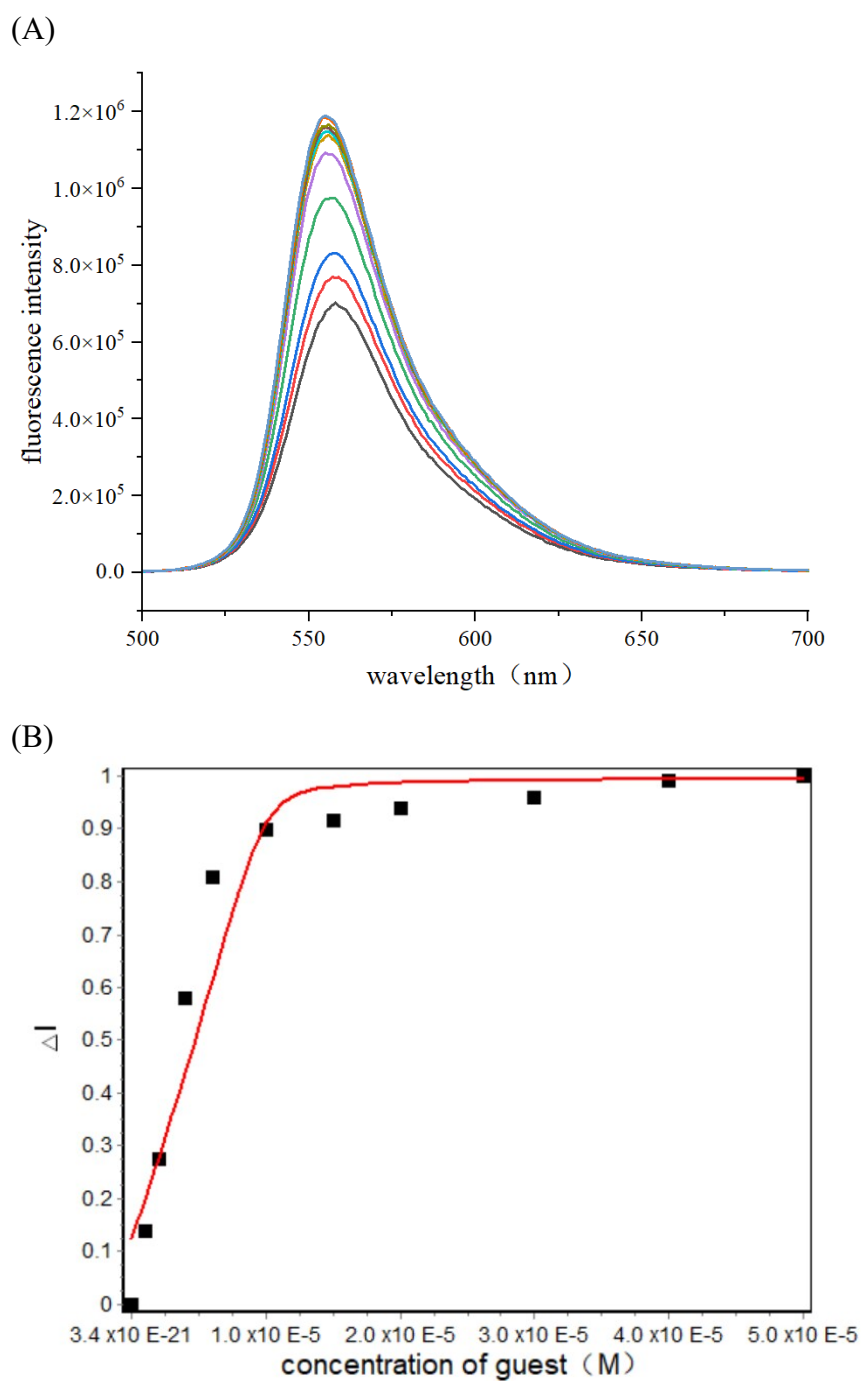 (A)
1.2×10⁶
1.0×10⁶
8.0×10⁵
6.0×10⁵
4.0×10⁵
2.0×10⁵
0.0
fluorescence intensity
500 550 600 650 700
wavelength（nm）
(B)
1
0.9
0.8
0.7
0.6
0.5
0.4
0.3
0.2
0.1
0
△I
3.4 x10 E-21 1.0 x10 E-5 2.0 x10 E-5 3.0 x10 E-5 4.0 x10 E-5 5.0 x10 E-5
concentration of guest（M）